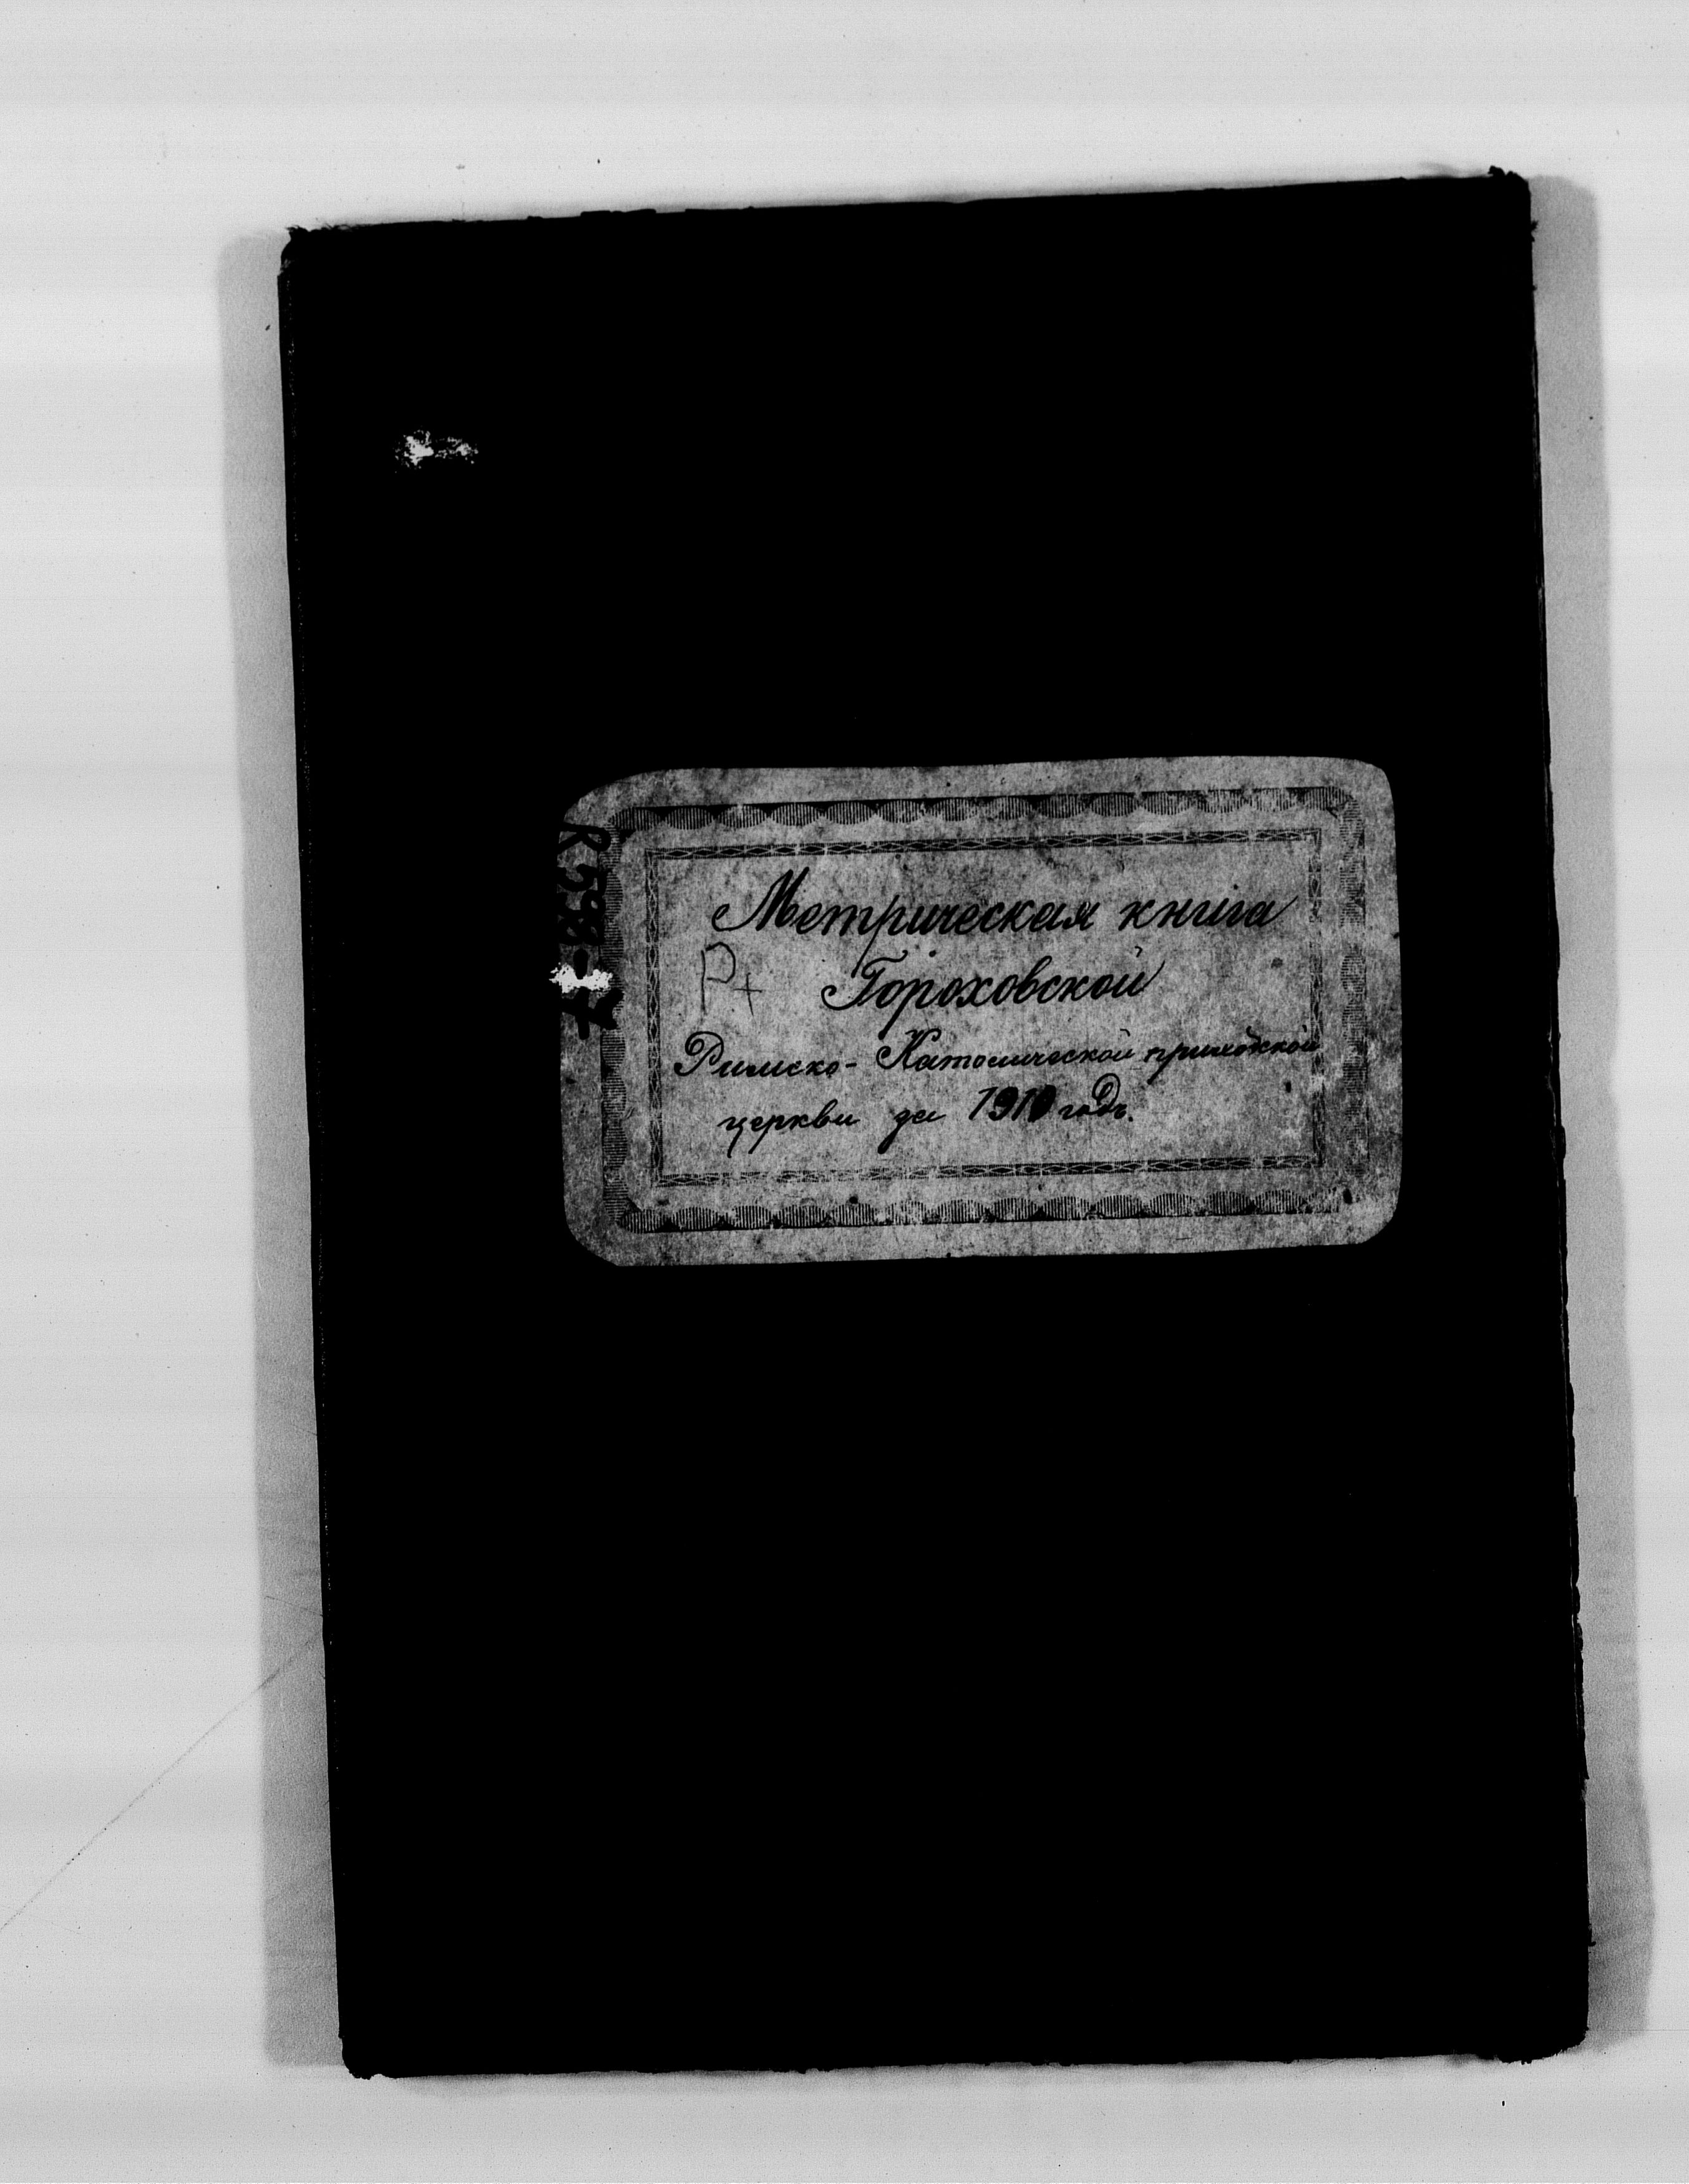 Метрическая книга
Гороховской
Римско-Католической приходской
церкви за 1910 годъ.